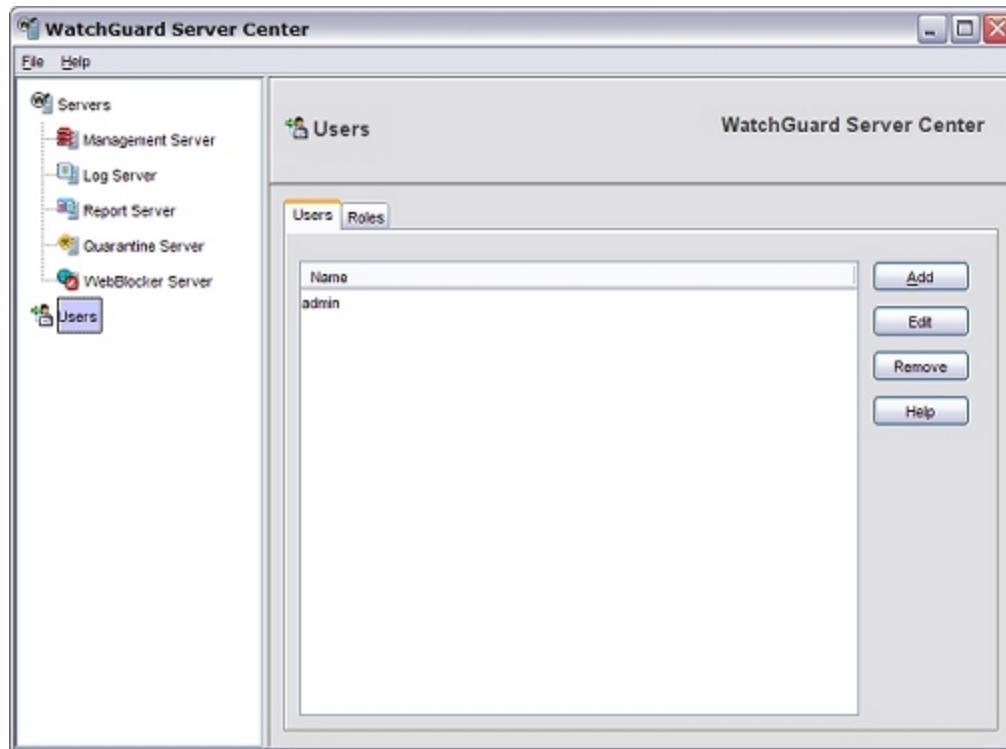 WatchGuard Server Center
File Help
Servers
Management Server
Log Server
Report Server
Quarantine Server
WebBlocker Server
Users
Users
WatchGuard Server Center
Users Roles
Name
admin
Add
Edit
Remove
Help